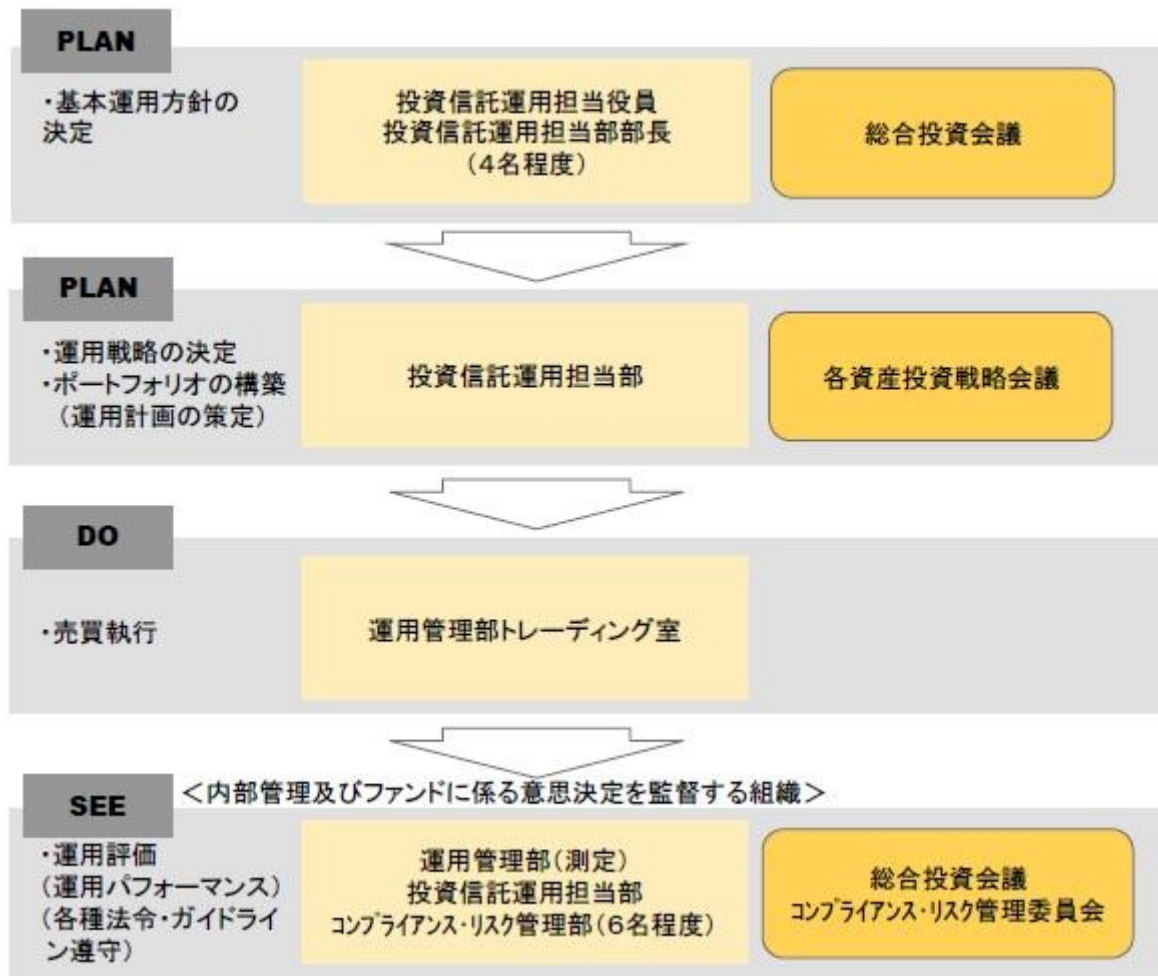 PLAN
・基本運用方針の
決定
投資信託運用担当役員
投資信託運用担当部部長
(4名程度)
総合投資会議
PLAN
・運用戦略の決定
・ポートフォリオの構築
(運用計画の策定)
投資信託運用担当部
各資産投資戦略会議
DO
・売買執行
運用管理部トレーディング室
<内部管理及びファンドに係る意思決定を監督する組織>
SEE
・運用評価
(運用パフォーマンス)
(各種法令・ガイドライ
ン遵守)
運用管理部(測定)
投資信託運用担当部
コンプライアンス・リスク管理部(6名程度)
総合投資会議
コンプライアンス・リスク管理委員会